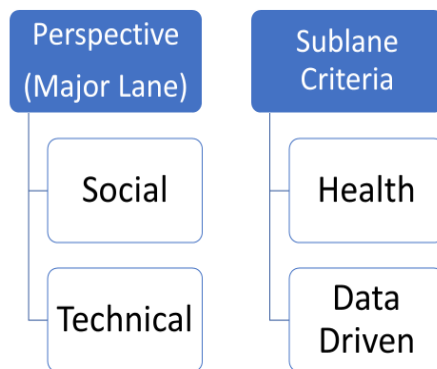 Perspective
(Major Lane)
Social
Technical
Sublane
Criteria
Health
Data
Driven